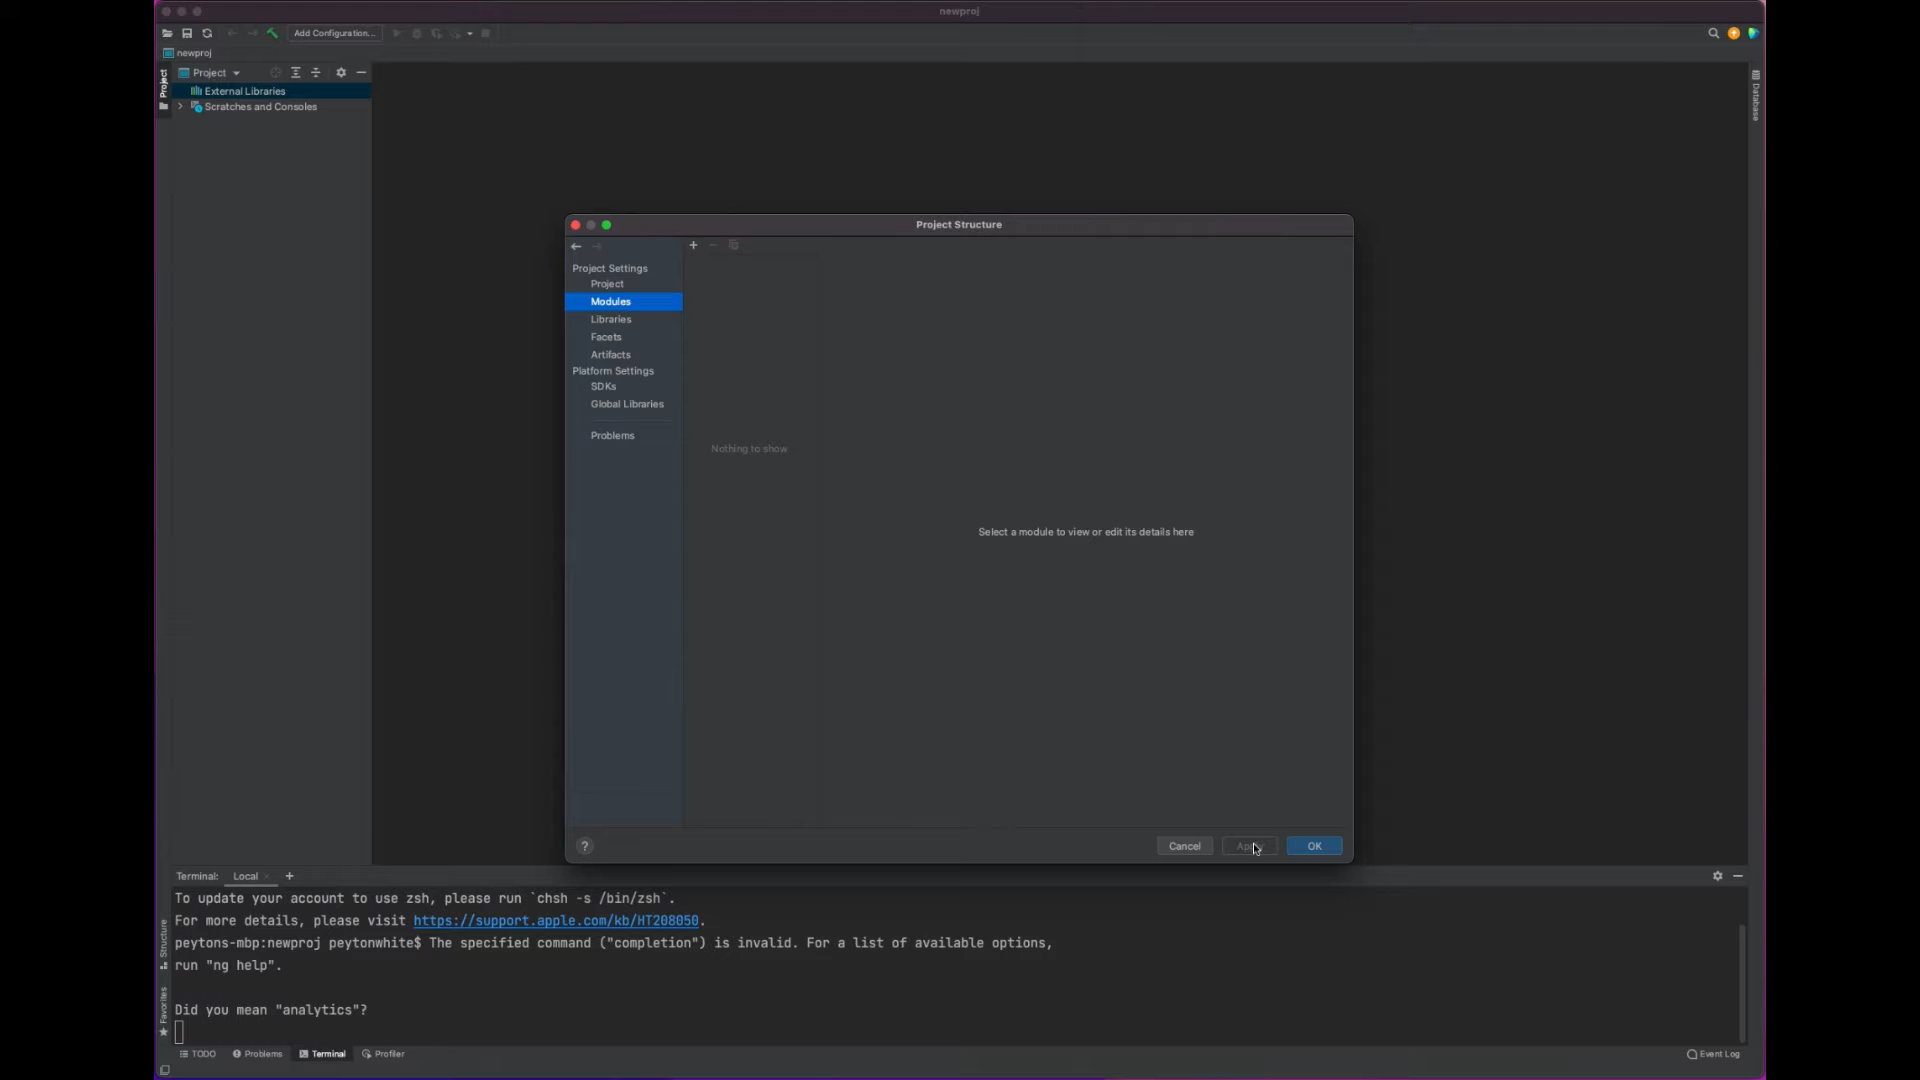 newproj
Add Configuration...
newproj
Project
Project
External Libraries
Scratches and Consoles
Database
Project Structure
Project Settings
Project
Modules
Libraries
Facets
Artifacts
Platform Settings
SDKs
Global Libraries
Problems
Nothing to show
Select a module to view or edit its details here
?
Cancel
OK
Terminal:
Local
To update your account to use zsh, please run `chsh -s /bin/zsh`.
For more details, please visit https://support.apple.com/kb/HT208050.
peytons-mbp:newproj peytonwhite$ The specified command ("completion") is invalid. For a list of available options,
run "ng help".
Did you mean "analytics"?
Structure
Favorites
TODO
Problems
Terminal
Profiler
Event Log